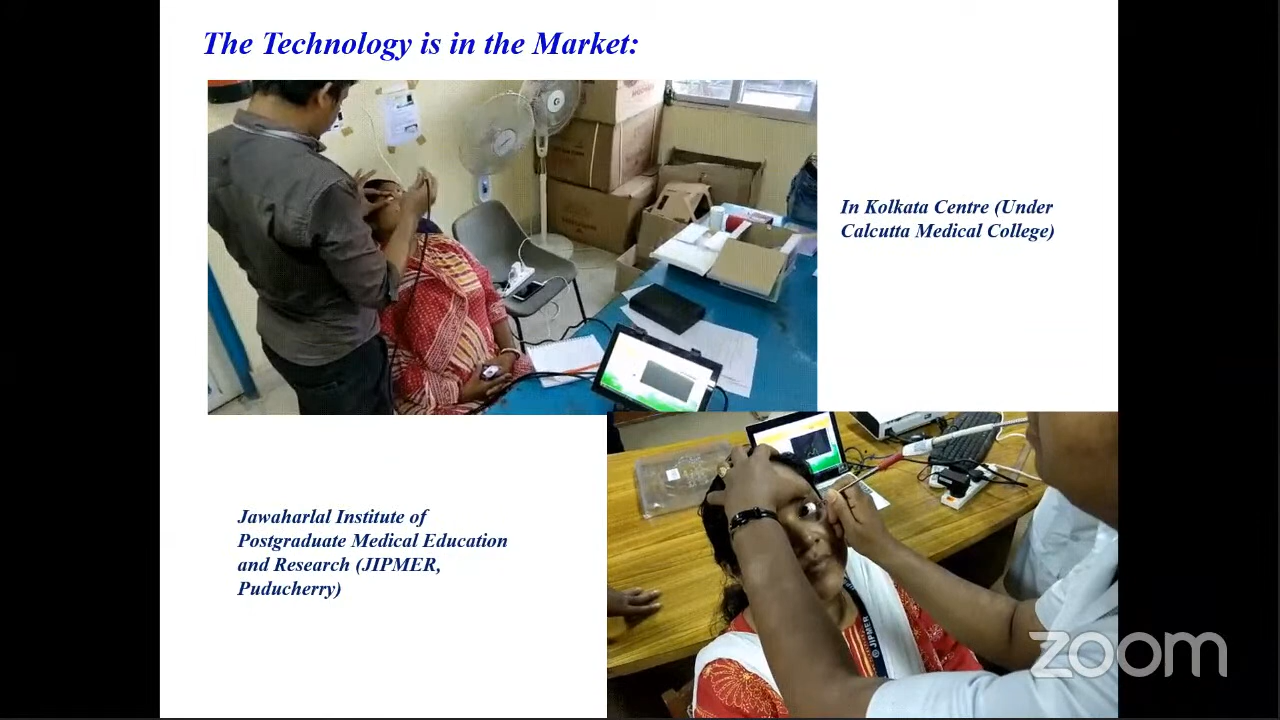 The Technology is in the Market:
In Kolkata Centre (Under
Calcutta Medical College)
Jawaharlal Institute of
Postgraduate Medical Education
and Research (JIPMER,
Puducherry)
JIPMER
zoom